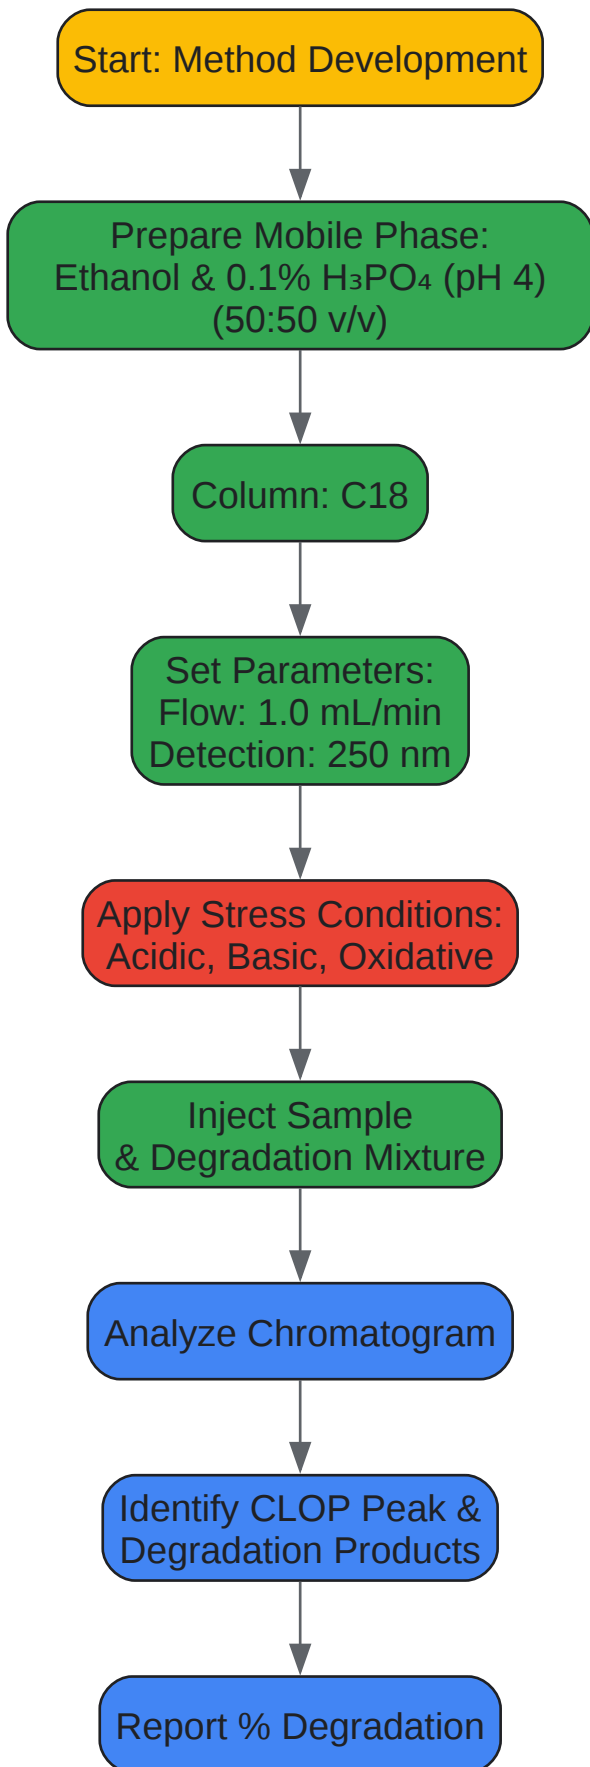 Start: Method Development
Prepare Mobile Phase:
Ethanol & 0.1% H₃PO₄ (pH 4)
(50:50 v/v)
Column: C18
Set Parameters:
Flow: 1.0 mL/min
Detection: 250 nm
Apply Stress Conditions:
Acidic, Basic, Oxidative
Inject Sample
& Degradation Mixture
Analyze Chromatogram
Identify CLOP Peak &
Degradation Products
Report % Degradation